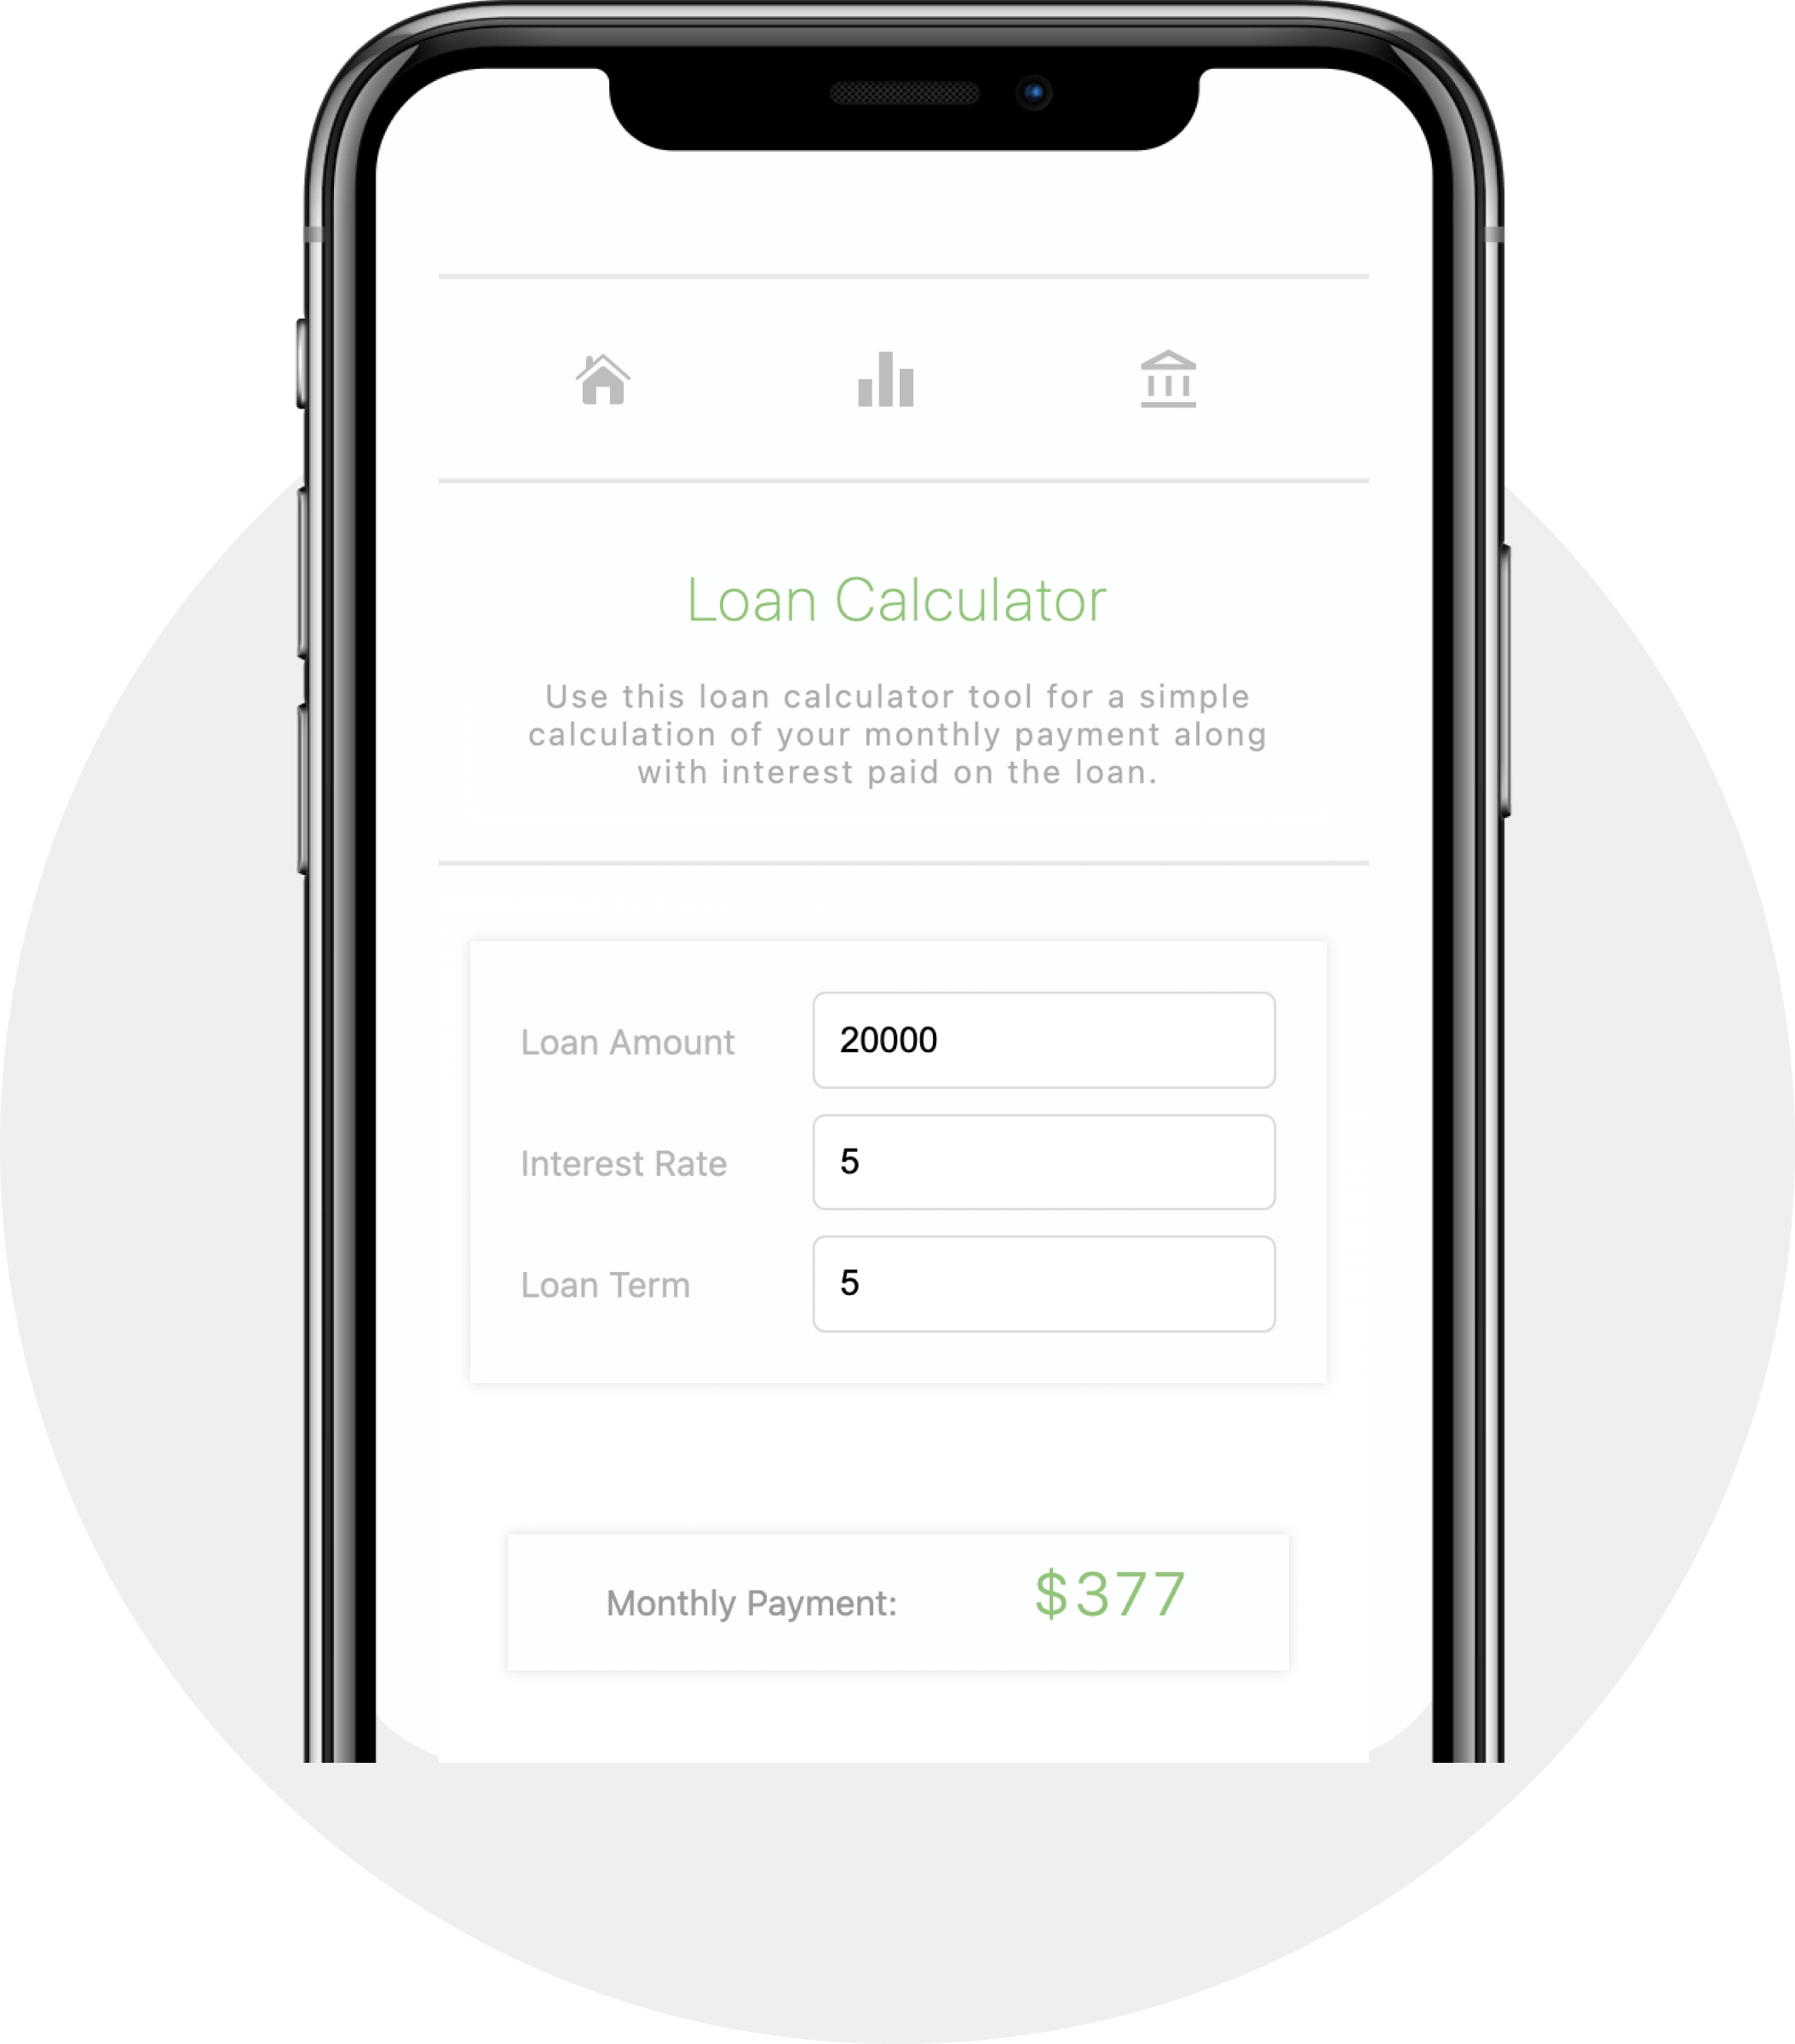 Loan Calculator
Use this loan calculator tool for a simple
calculation of your monthly payment along
with interest paid on the loan.
Loan Amount 20000
Interest Rate 5
Loan Term 5
Monthly Payment: $377